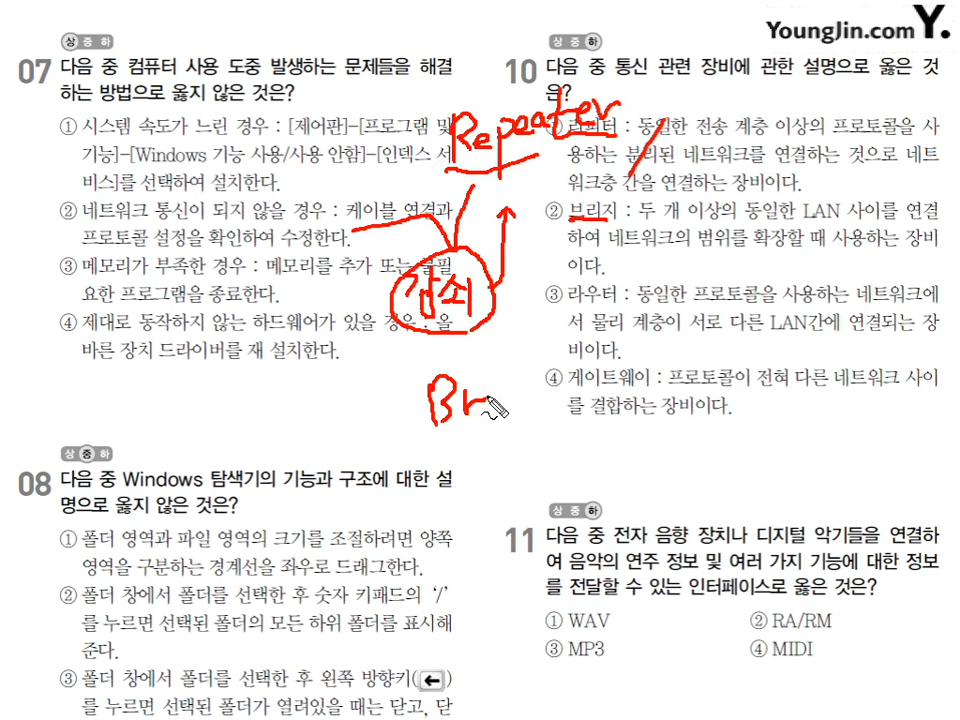 YoungJin.com Y.
상 중 하
07 다음 중 컴퓨터 사용 도중 발생하는 문제들을 해결
하는 방법으로 옳지 않은 것은?
① 시스템 속도가 느린 경우 : [제어판]-[프로그램 및
기능]-[Windows 기능 사용/사용 안함]-[인덱스 서
비스]를 선택하여 설치한다.
② 네트워크 통신이 되지 않을 경우 : 케이블 연결과
프로토콜 설정을 확인하여 수정한다.
③ 메모리가 부족한 경우 : 메모리를 추가 또는 불필
요한 프로그램을 종료한다.
④ 제대로 동작하지 않는 하드웨어가 있을 경우 : 올
바른 장치 드라이버를 재 설치한다.
Repeater
감쇠
Br
상 중 하
08 다음 중 Windows 탐색기의 기능과 구조에 대한 설
명으로 옳지 않은 것은?
① 폴더 영역과 파일 영역의 크기를 조절하려면 양쪽
영역을 구분하는 경계선을 좌우로 드래그한다.
② 폴더 창에서 폴더를 선택한 후 숫자 키패드의 ‘/’
를 누르면 선택된 폴더의 모든 하위 폴더를 표시해
준다.
③ 폴더 창에서 폴더를 선택한 후 왼쪽 방향키(←)
를 누르면 선택된 폴더가 열려있을 때는 닫고, 닫
상 중 하
10 다음 중 통신 관련 장비에 관한 설명으로 옳은 것
은?
① 리피터 : 동일한 전송 계층 이상의 프로토콜을 사
용하는 분리된 네트워크를 연결하는 것으로 네트
워크층 간을 연결하는 장비이다.
② 브리지 : 두 개 이상의 동일한 LAN 사이를 연결
하여 네트워크의 범위를 확장할 때 사용하는 장비
이다.
③ 라우터 : 동일한 프로토콜을 사용하는 네트워크에
서 물리 계층이 서로 다른 LAN간에 연결되는 장
비이다.
④ 게이트웨이 : 프로토콜이 전혀 다른 네트워크 사이
를 결합하는 장비이다.
상 중 하
11 다음 중 전자 음향 장치나 디지털 악기들을 연결하
여 음악의 연주 정보 및 여러 가지 기능에 대한 정보
를 전달할 수 있는 인터페이스로 옳은 것은?
① WAV ② RA/RM
③ MP3 ④ MIDI